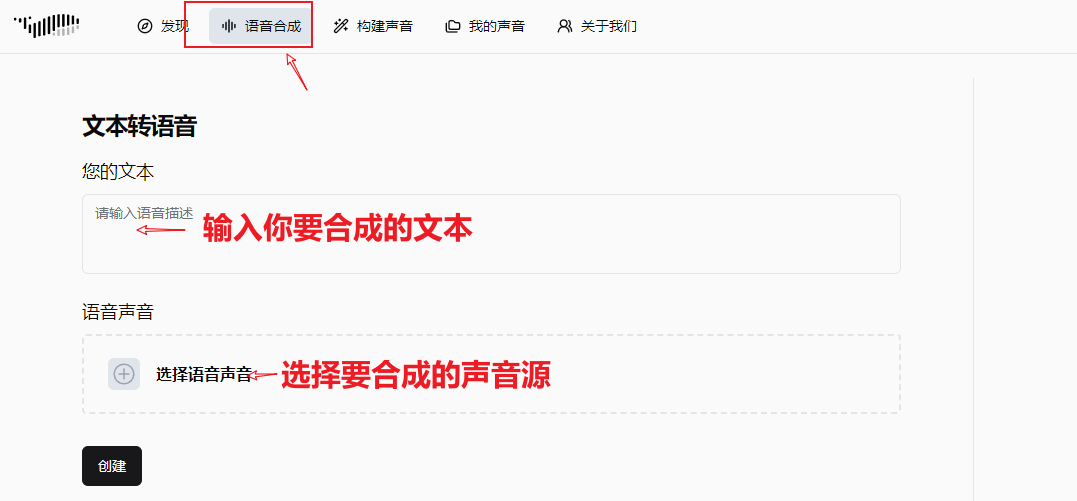 发现 语音合成 构建声音 我的声音 关于我们
文本转语音
您的文本
请输入语音描述
输入你要合成的文本
语音声音
选择语音声音 选择要合成的声音源
创建